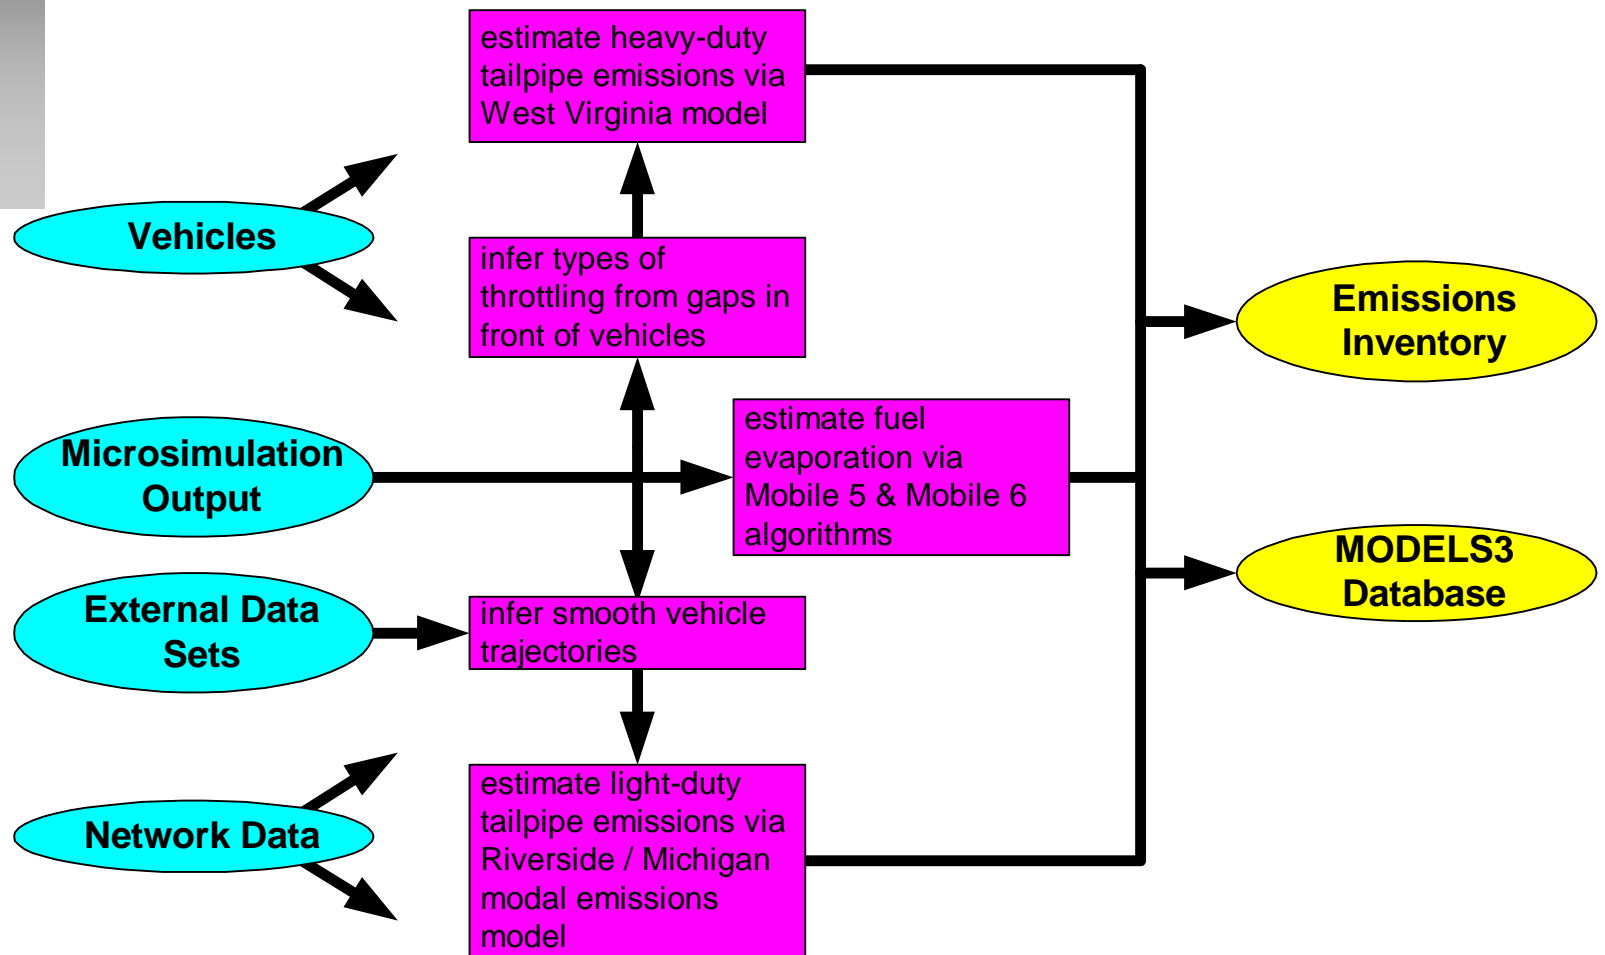 estimate heavy-duty
tailpipe emissions via
West Virginia model
Vehicles
infer types of
throttling from gaps in
front of vehicles
Emissions
Inventory
Microsimulation
Output
estimate fuel
evaporation via
Mobile 5 & Mobile 6
algorithms
MODELS3
Database
External Data
Sets
infer smooth vehicle
trajectories
Network Data
estimate light-duty
tailpipe emissions via
Riverside / Michigan
modal emissions
model